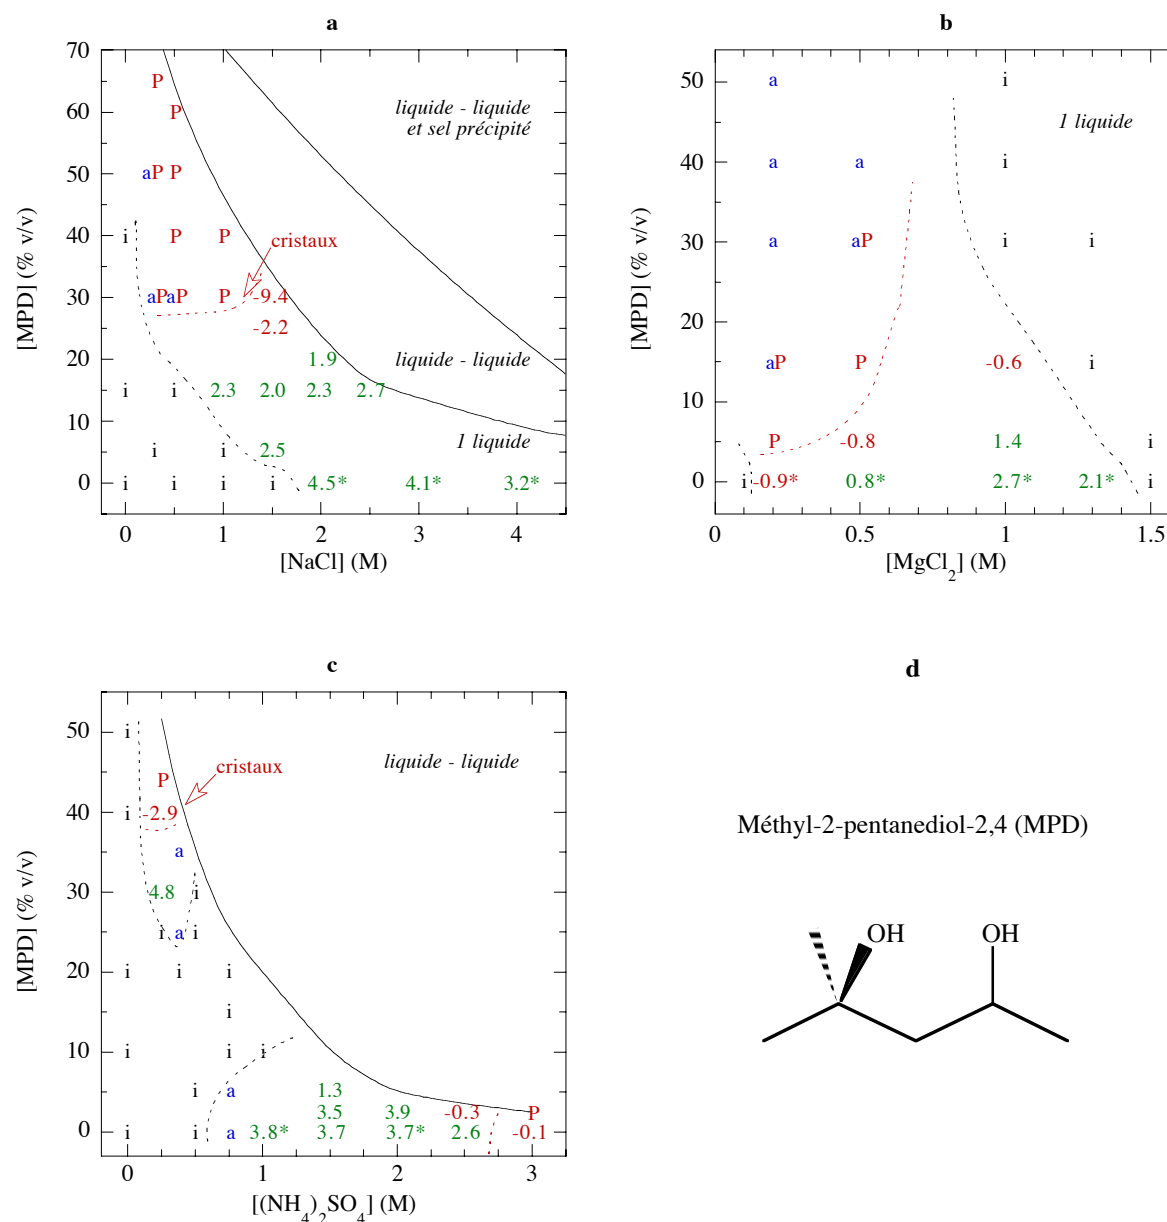 a
70
60
50
40
30
20
10
0
[MPD] (% v/v)
P
P
liquide - liquide
et sel précipité
aP P
i P P
cristaux
aPaP P -9.4
-2.2
1.9
liquide - liquide
i i 2.3 2.0 2.3 2.7
i i 2.5
1 liquide
i i i i 4.5* 4.1* 3.2*
0 1 2 3 4
[NaCl] (M)
b
50
40
30
20
10
0
[MPD] (% v/v)
a i
1 liquide
a a i
a aP i i
aP P -0.6 i
P -0.8 1.4 i
i -0.9* 0.8* 2.7* 2.1* i
0 0.5 1 1.5
[MgCl2] (M)
c
50
40
30
20
10
0
[MPD] (% v/v)
i
liquide - liquide
P cristaux
i -2.9
a
4.8 i
i a i
i i i
i
i i i
i a 1.3
3.5 3.9 -0.3 P
i i a 3.8* 3.7 3.7* 2.6 -0.1
0 1 2 3
[(NH4)2SO4] (M)
d
Méthyl-2-pentanediol-2,4 (MPD)
OH OH